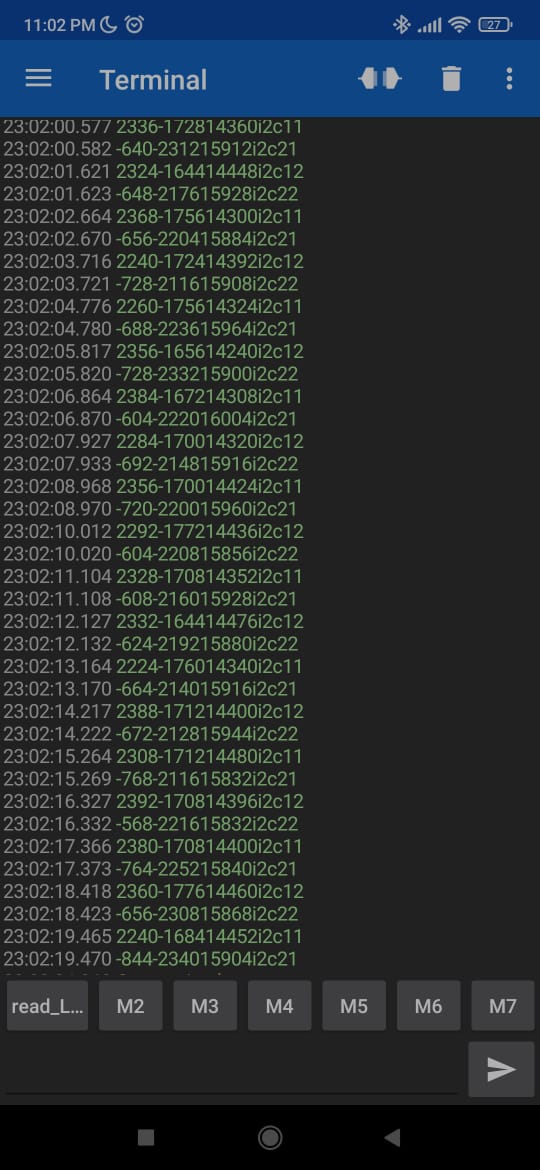 11:02 PM 27
Terminal
23:02:00.577 2336-172814360i2c11
23:02:00.582 -640-231215912i2c21
23:02:01.621 2324-164414448i2c12
23:02:01.623 -648-217615928i2c22
23:02:02.664 2368-175614300i2c11
23:02:02.670 -656-220415884i2c21
23:02:03.716 2240-172414392i2c12
23:02:03.721 -728-211615908i2c22
23:02:04.776 2260-175614324i2c11
23:02:04.780 -688-223615964i2c21
23:02:05.817 2356-165614240i2c12
23:02:05.820 -728-233215900i2c22
23:02:06.864 2384-167214308i2c11
23:02:06.870 -604-222016004i2c21
23:02:07.927 2284-170014320i2c12
23:02:07.933 -692-214815916i2c22
23:02:08.968 2356-170014424i2c11
23:02:08.970 -720-220015960i2c21
23:02:10.012 2292-177214436i2c12
23:02:10.020 -604-220815856i2c22
23:02:11.104 2328-170814352i2c11
23:02:11.108 -608-216015928i2c21
23:02:12.127 2332-164414476i2c12
23:02:12.132 -624-219215880i2c22
23:02:13.164 2224-176014340i2c11
23:02:13.170 -664-214015916i2c21
23:02:14.217 2388-171214400i2c12
23:02:14.222 -672-212815944i2c22
23:02:15.264 2308-171214480i2c11
23:02:15.269 -768-211615832i2c21
23:02:16.327 2392-170814396i2c12
23:02:16.332 -568-221615832i2c22
23:02:17.366 2380-170814400i2c11
23:02:17.373 -764-225215840i2c21
23:02:18.418 2360-177614460i2c12
23:02:18.423 -656-230815868i2c22
23:02:19.465 2240-168414452i2c11
23:02:19.470 -844-234015904i2c21
read_L... M2 M3 M4 M5 M6 M7